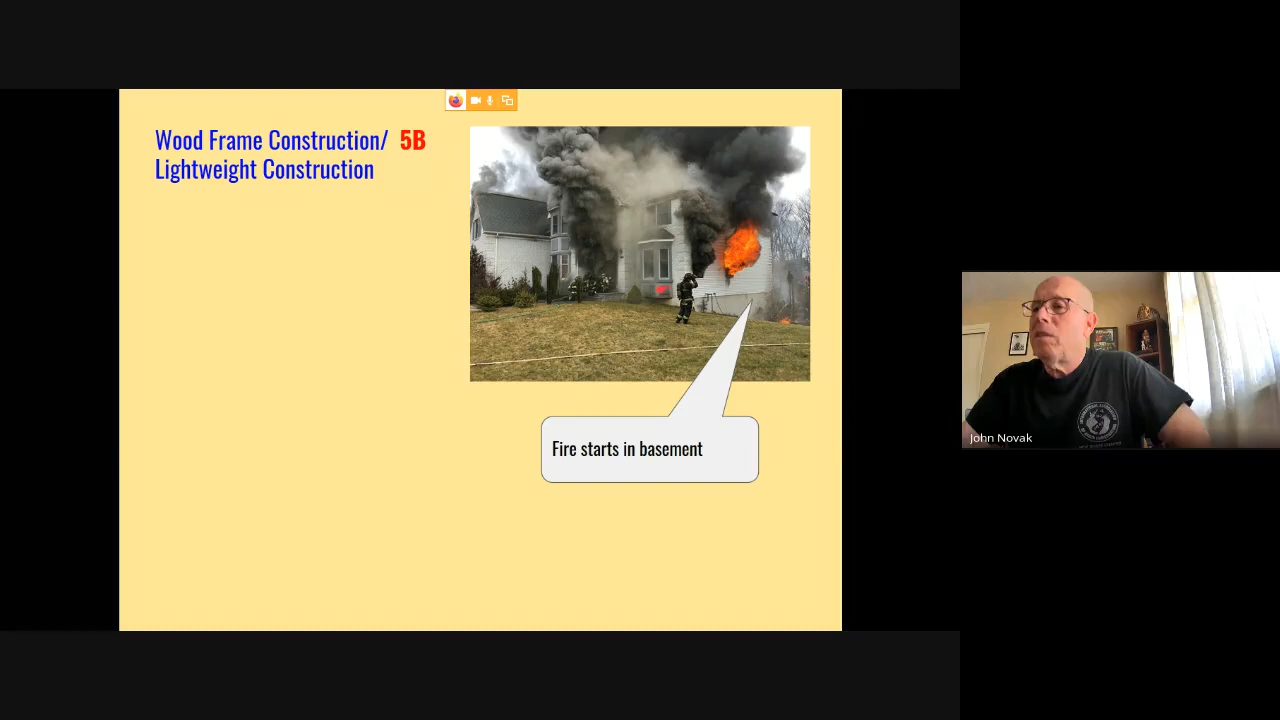 Wood Frame Construction/ 5B
Lightweight Construction
Fire starts in basement
John Novak